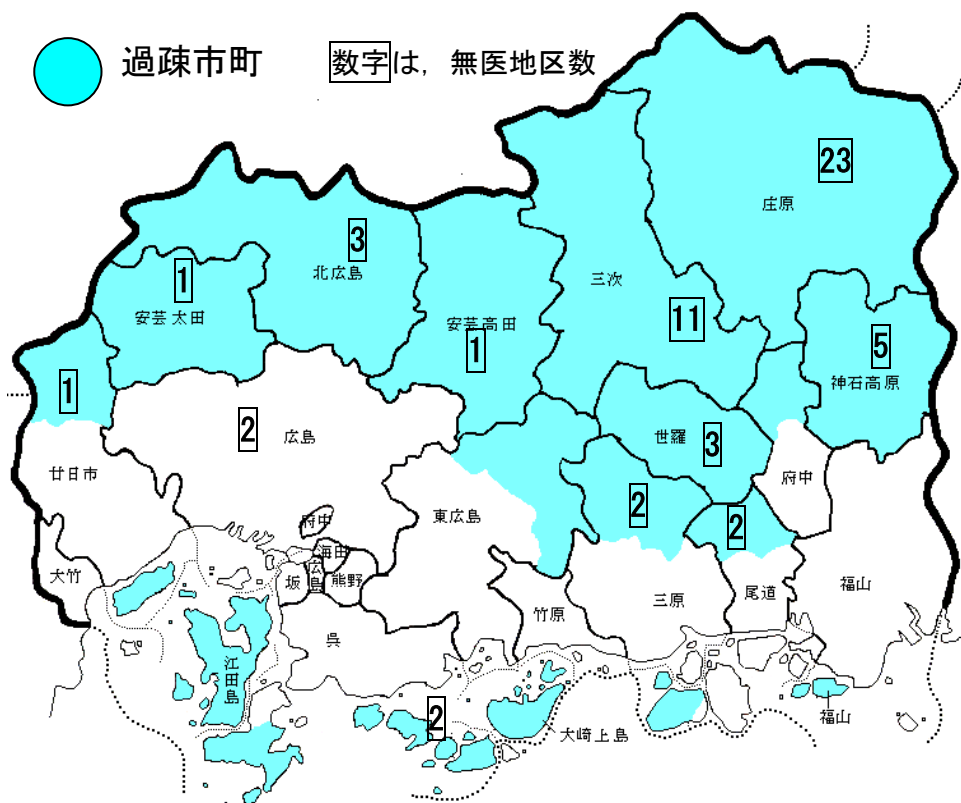 過疎市町
数字は，無医地区数
23
庄原
3
北広島
1
安芸太田
三次
11
安芸高田
1
5
神石高原
1
2
広島
世羅
3
廿日市
府中
2
2
東広島
府中
海田
広島
坂
熊野
大竹
竹原
三原
尾道
福山
呉
江田島
2
大崎上島
福山